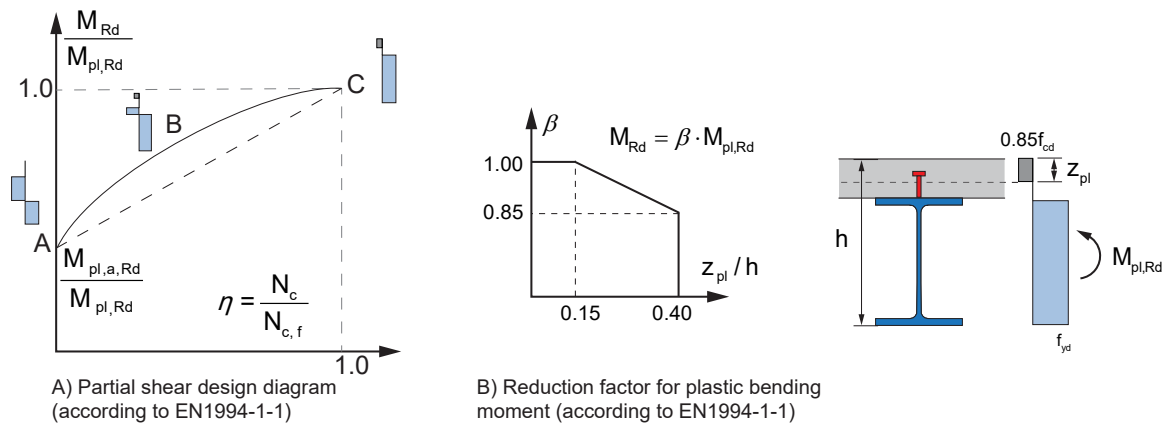 M_Rd
M_pl,Rd
1.0
C
B
A
M_pl,a,Rd
M_pl,Rd
η = N_c / N_c, f
1.0
A) Partial shear design diagram
(according to EN1994-1-1)
β
M_Rd = β · M_pl,Rd
1.00
0.85
z_pl / h
0.15
0.40
B) Reduction factor for plastic bending
moment (according to EN1994-1-1)
0.85f_cd
z_pl
h
M_pl,Rd
f_yd